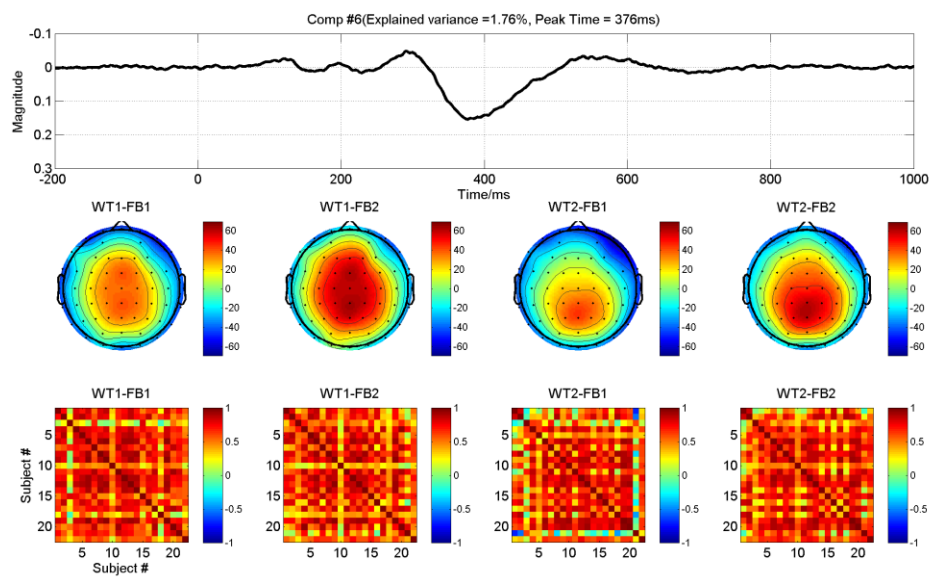 Comp #6(Explained variance =1.76%, Peak Time = 376ms)
-0.1
0
0.1
0.2
0.3
Magnitude
-200 0 200 400 600 800 1000
Time/ms
WT1-FB1 WT1-FB2 WT2-FB1 WT2-FB2
60 60 60 60
40 40 40 40
20 20 20 20
0 0 0 0
-20 -20 -20 -20
-40 -40 -40 -40
-60 -60 -60 -60
WT1-FB1 WT1-FB2 WT2-FB1 WT2-FB2
1 1 1 1
5 0.5 5 0.5 5 0.5 5 0.5
10 0 10 0 10 0 10 0
15 -0.5 15 -0.5 15 -0.5 15 -0.5
20 -1 20 -1 20 -1 20 -1
Subject #
5 10 15 20 5 10 15 20 5 10 15 20 5 10 15 20
Subject #